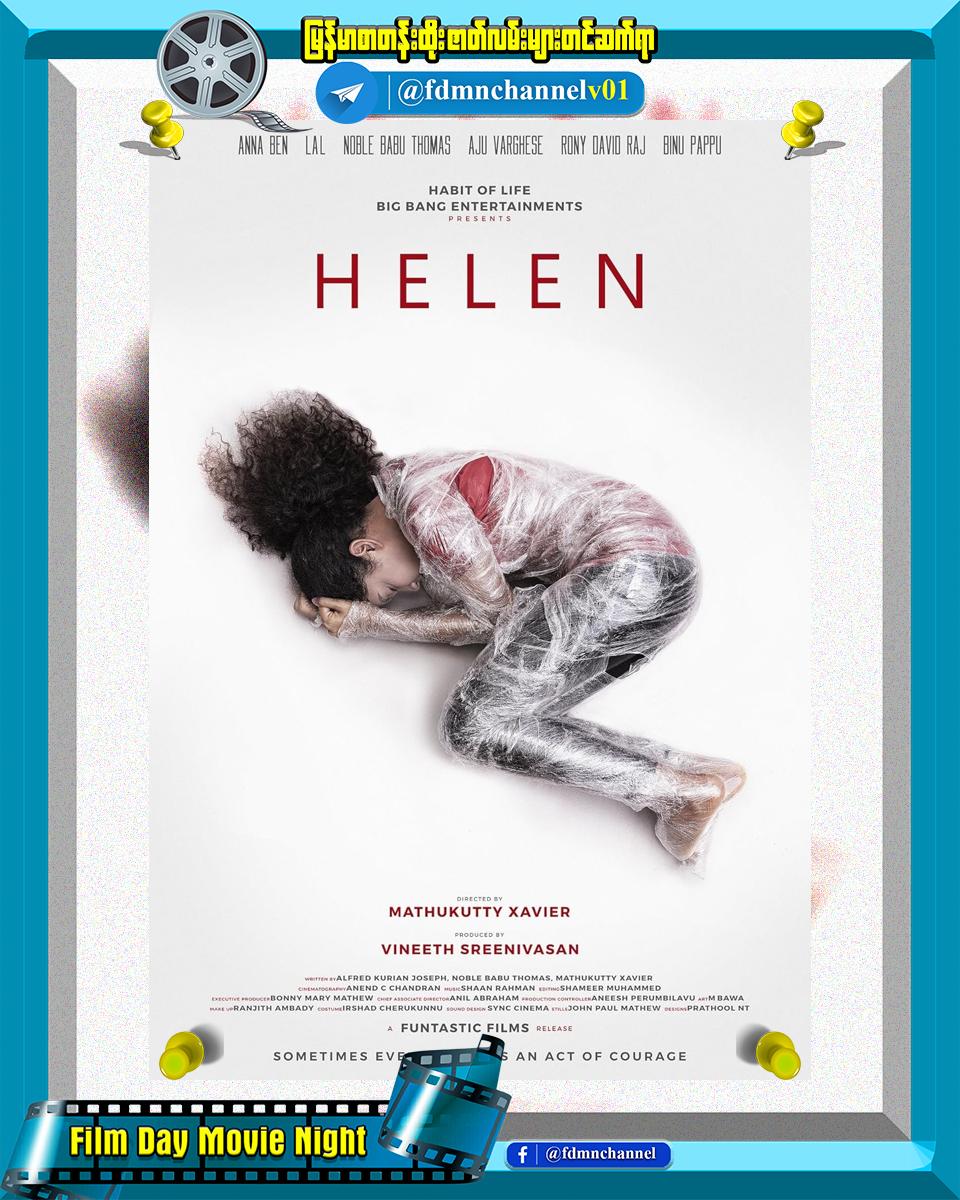 မြန်မာစာတန်းထိုး ဇာတ်လမ်းများတင်ဆက်ရာ
@fdmnchannelv01
ANNA BEN LAL NOBLE BABU THOMAS AJU VARGHESE RONY DAVID RAJ BINU PAPPU
HABIT OF LIFE
BIG BANG ENTERTAINMENTS
PRESENTS
HELEN
DIRECTED BY
MATHUKUTTY XAVIER
PRODUCED BY
VINEETH SREENIVASAN
WRITTEN BY ALFRED KURIAN JOSEPH, NOBLE BABU THOMAS, MATHUKUTTY XAVIER
CINEMATOGRAPHY ANEND C CHANDRAN MUSIC SHAAN RAHMAN EDITING SHAMEER MUHAMMED
EXECUTIVE PRODUCER BONNY MARY MATHEW CHIEF ASSOCIATE DIRECTOR ANIL ABRAHAM PRODUCTION CONTROLLER ANEESH PERUMBILAVU ART M BAWA
MAKE UP RANJITH AMBADY COSTUME IRSHAD CHERUKUNNU SOUND DESIGN SYNC CINEMA STILLS JOHN PAUL MATHEW DESIGNS PRATHOOL NT
A FUNTASTIC FILMS RELEASE
SOMETIMES AN ACT OF COURAGE
Film Day Movie Night
@fdmnchannel